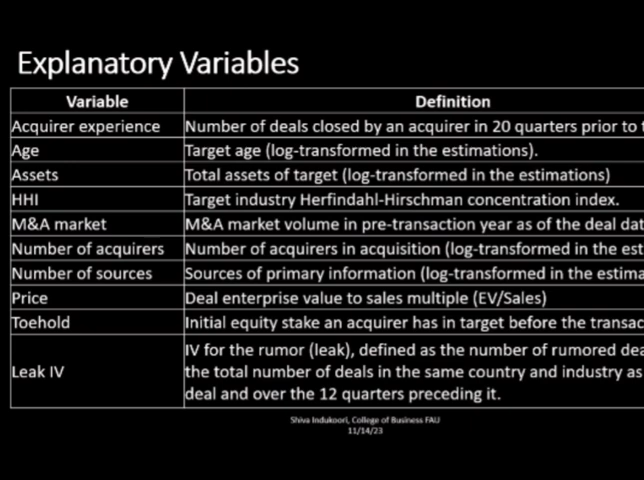 Explanatory Variables
Variable Definition
Acquirer experience Number of deals closed by an acquirer in 20 quarters prior to
Age Target age (log-transformed in the estimations).
Assets Total assets of target (log-transformed in the estimations)
HHI Target industry Herfindahl-Hirschman concentration index.
M&A market M&A market volume in pre-transaction year as of the deal dat
Number of acquirers Number of acquirers in acquisition (log-transformed in the est
Number of sources Sources of primary information (log-transformed in the estima
Price Deal enterprise value to sales multiple (EV/Sales)
Toehold Initial equity stake an acquirer has in target before the transac
Leak IV IV for the rumor (leak), defined as the number of rumored dea
the total number of deals in the same country and industry as
deal and over the 12 quarters preceding it.
Shiva Indukoori, College of Business FAU
11/14/23